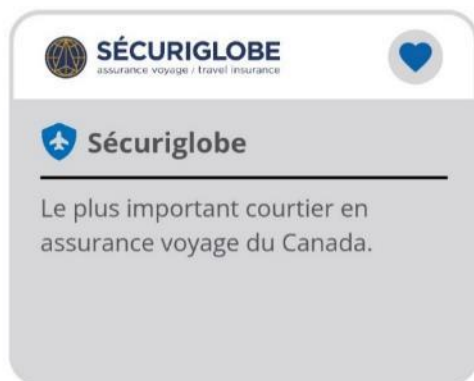 SÉCURIGLOBE
assurance voyage / travel insurance
Sécuriglobe
Le plus important courtier en
assurance voyage du Canada.